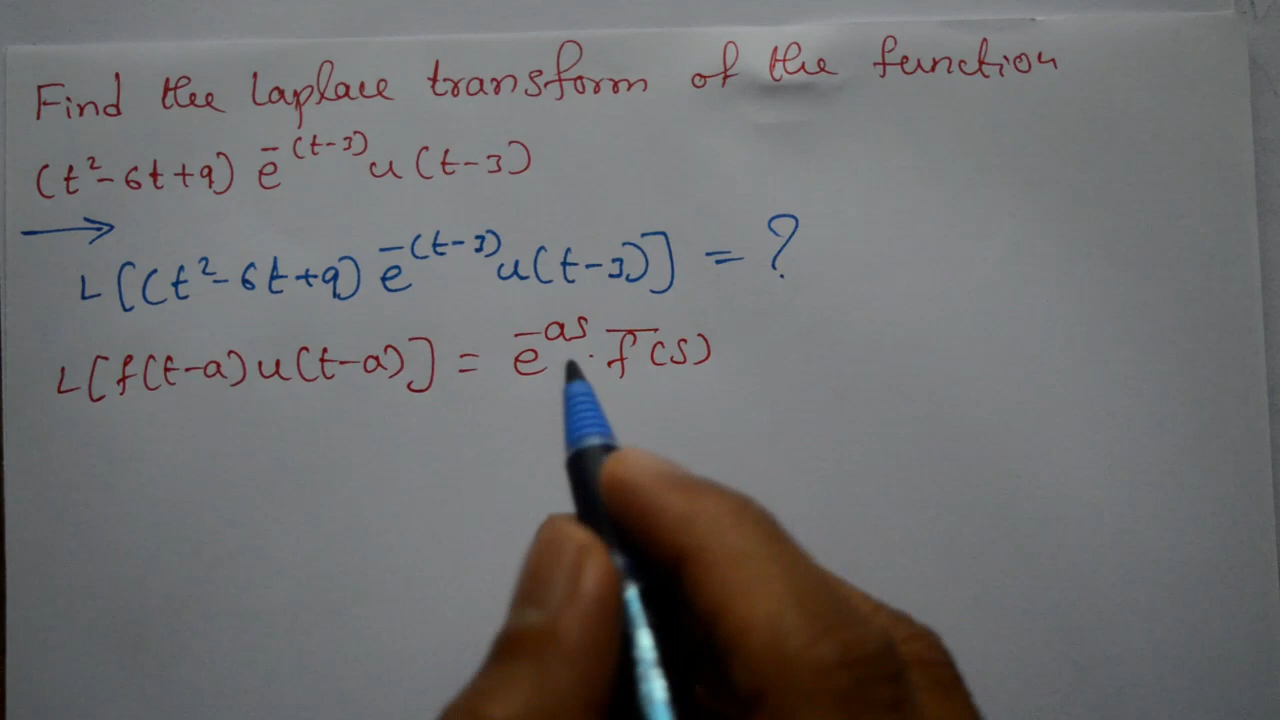 Find the Laplace transform of the function
(t²-6t+9) e^-(t-3) u(t-3)
L[(t²-6t+9) e^-(t-3) u(t-3)] = ?
L[f(t-a)u(t-a)] = e^-as . f̅(s)